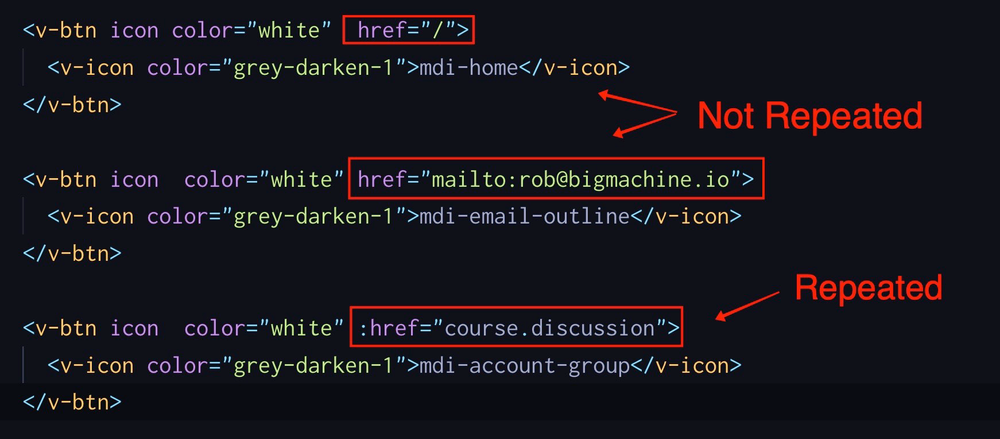 <v-btn icon color="white"  href="/">
<v-icon color="grey-darken-1">mdi-home</v-icon>
</v-btn>
Not Repeated
<v-btn icon  color="white" href="mailto:rob@bigmachine.io">
<v-icon color="grey-darken-1">mdi-email-outline</v-icon>
</v-btn>
Repeated
<v-btn icon  color="white" :href="course.discussion">
<v-icon color="grey-darken-1">mdi-account-group</v-icon>
</v-btn>